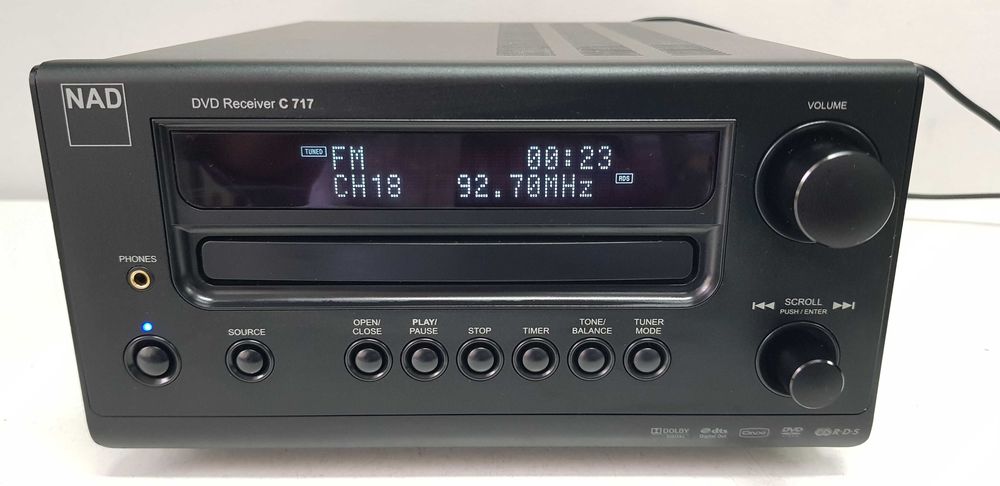 NAD
DVD Receiver C 717
VOLUME
TUNED FM 00:23
CH18 92.70MHz RDS
PHONES
SCROLL
PUSH / ENTER
SOURCE
OPEN/
CLOSE
PLAY/
PAUSE
STOP
TIMER
TONE/
BALANCE
TUNER
MODE
DOLBY
DIGITAL
dts
Digital Out
DivX
DVD
R·D·S